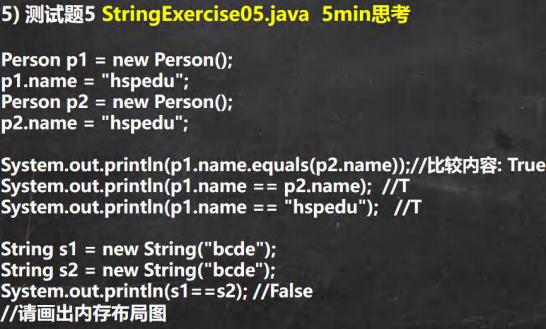 5) 测试题5 StringExercise05.java  5min思考
Person p1 = new Person();
p1.name = "hspedu";
Person p2 = new Person();
p2.name = "hspedu";
System.out.println(p1.name.equals(p2.name));//比较内容: True
System.out.println(p1.name == p2.name);  //T
System.out.println(p1.name == "hspedu");   //T
String s1 = new String("bcde");
String s2 = new String("bcde");
System.out.println(s1==s2); //False
//请画出内存布局图